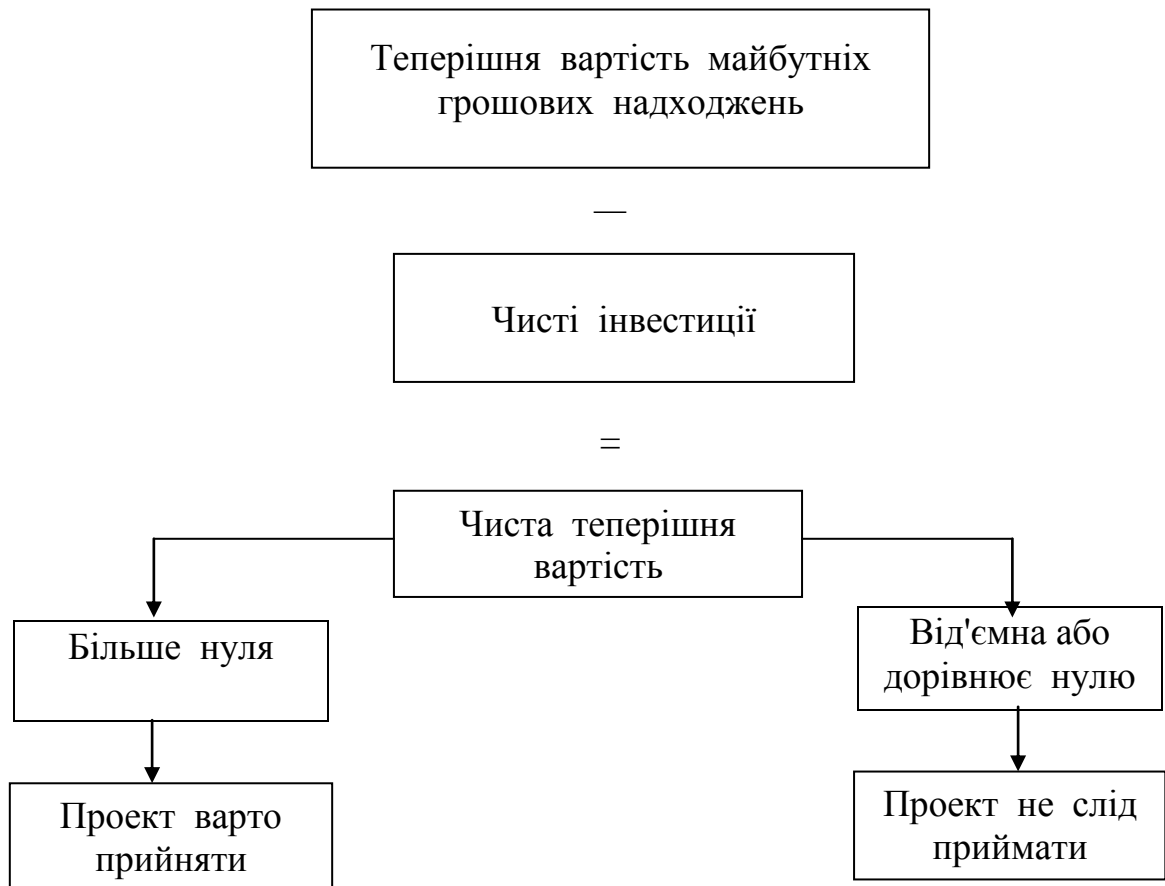 Теперішня вартість майбутніх
грошових надходжень
—
Чисті інвестиції
=
Чиста теперішня
вартість
Більше нуля
Від'ємна або
дорівнює нулю
Проект варто
прийняти
Проект не слід
приймати